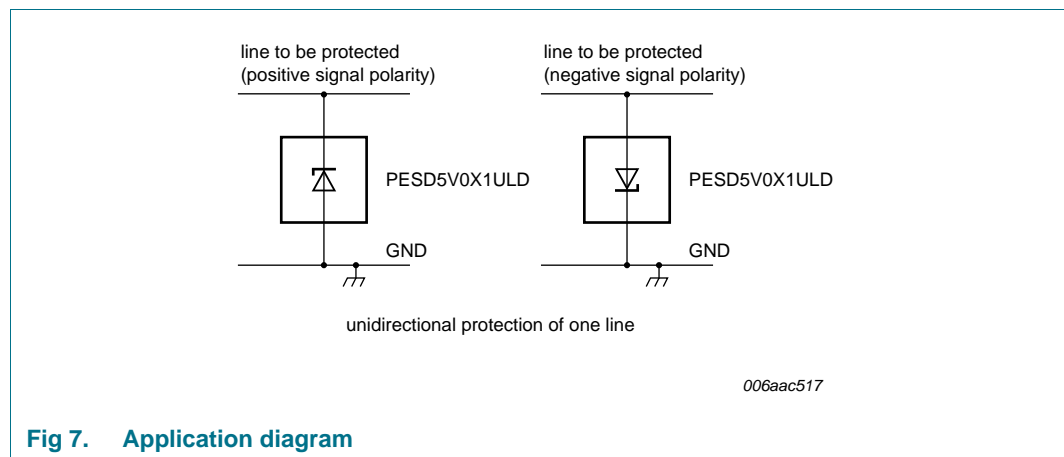 line to be protected
(positive signal polarity)
PESD5V0X1ULD
GND
line to be protected
(negative signal polarity)
PESD5V0X1ULD
GND
unidirectional protection of one line
006aac517
Fig 7. Application diagram